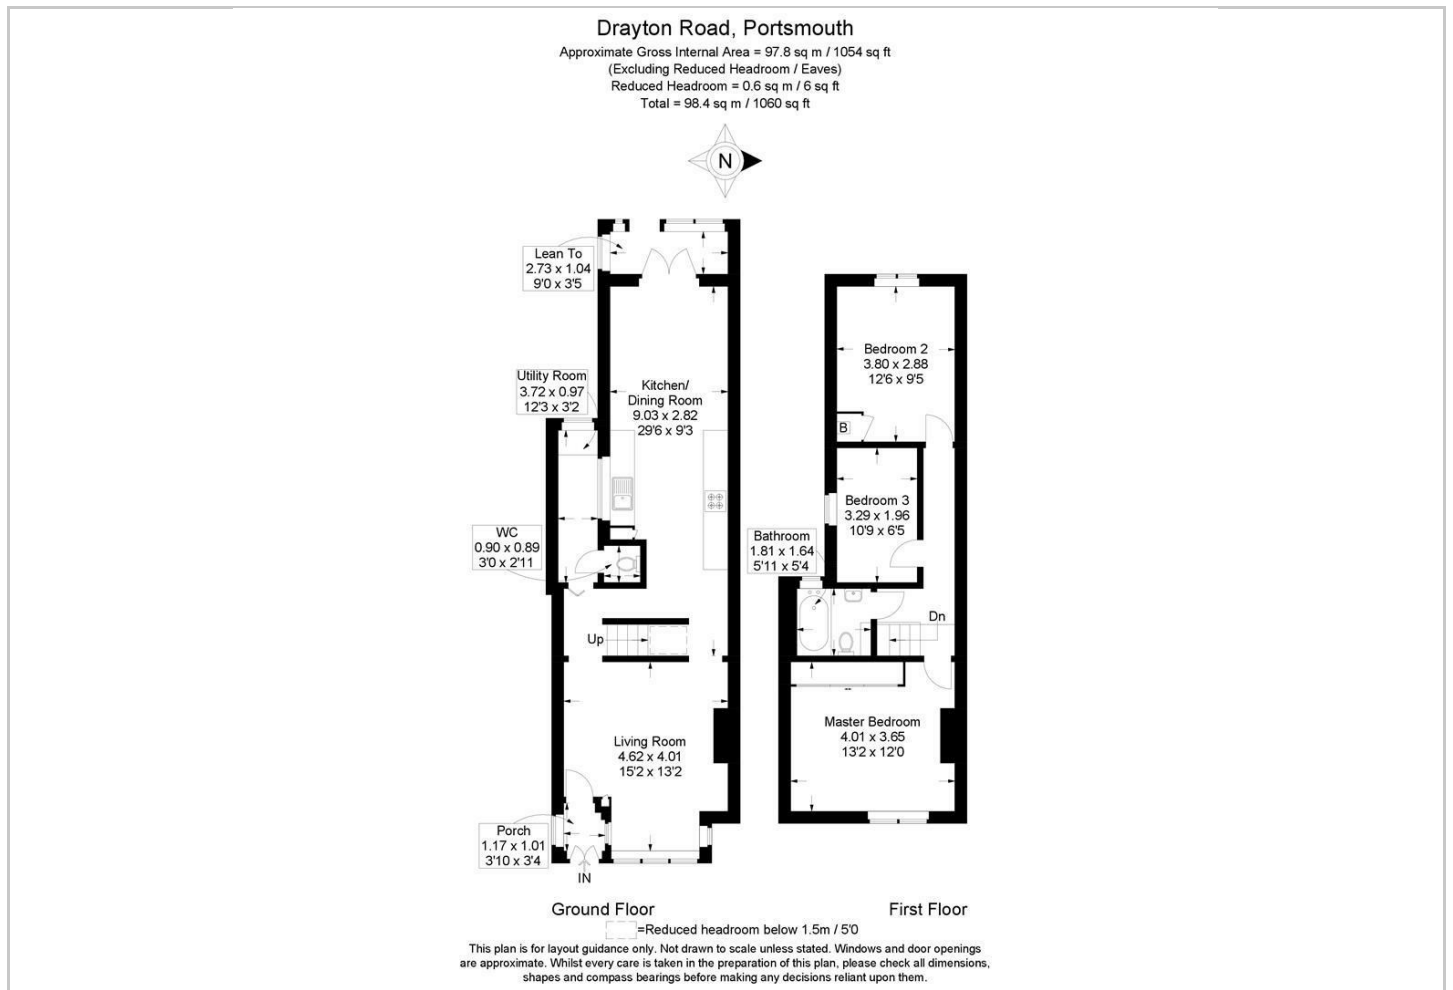 Drayton Road, Portsmouth
Approximate Gross Internal Area = 97.8 sq m / 1054 sq ft
(Excluding Reduced Headroom / Eaves)
Reduced Headroom = 0.6 sq m / 6 sq ft
Total = 98.4 sq m / 1060 sq ft
N
Lean To
2.73 x 1.04
9'0 x 3'5
Utility Room
3.72 x 0.97
12'3 x 3'2
Kitchen/
Dining Room
9.03 x 2.82
29'6 x 9'3
WC
0.90 x 0.89
3'0 x 2'11
Up
Living Room
4.62 x 4.01
15'2 x 13'2
Porch
1.17 x 1.01
3'10 x 3'4
IN
Ground Floor
Bedroom 2
3.80 x 2.88
12'6 x 9'5
B
Bedroom 3
3.29 x 1.96
10'9 x 6'5
Bathroom
1.81 x 1.64
5'11 x 5'4
Dn
Master Bedroom
4.01 x 3.65
13'2 x 12'0
First Floor
=Reduced headroom below 1.5m / 5'0
This plan is for layout guidance only. Not drawn to scale unless stated. Windows and door openings
are approximate. Whilst every care is taken in the preparation of this plan, please check all dimensions,
shapes and compass bearings before making any decisions reliant upon them.